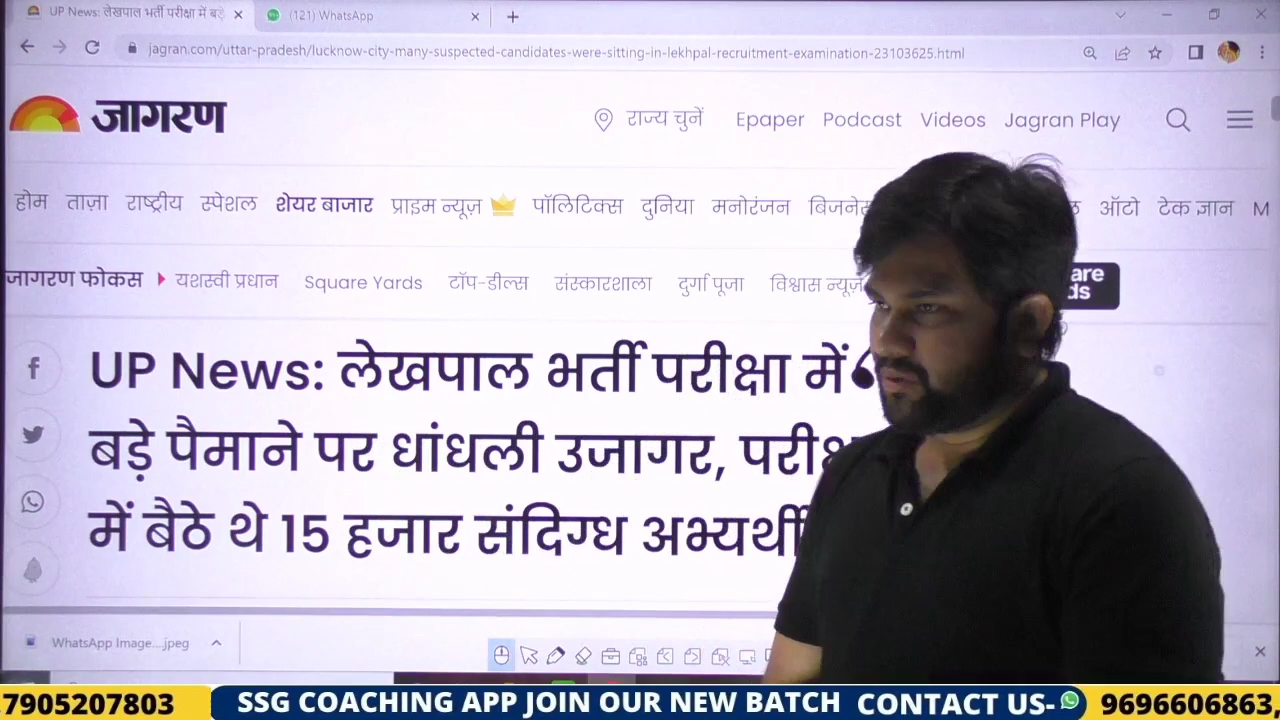 UP News: लेखपाल भर्ती परीक्षा में बड़े
(121) WhatsApp
jagran.com/uttar-pradesh/lucknow-city-many-suspected-candidates-were-sitting-in-lekhpal-recruitment-examination-23103625.html
जागरण
राज्य चुनें Epaper Podcast Videos Jagran Play
होम ताज़ा राष्ट्रीय स्पेशल शेयर बाजार प्राइम न्यूज़ पॉलिटिक्स दुनिया मनोरंजन ऑटो टेक ज्ञान M
जागरण फोकस यशस्वी प्रधान Square Yards टॉप-डील्स संस्कारशाला दुर्गा पूजा विश्वास न्यूज़
UP News: लेखपाल भर्ती परीक्षा में
बड़े पैमाने पर धांधली उजागर,
में बैठे थे 15 हजार संदिग्ध अभ्यर्थी
WhatsApp Image....jpeg
7905207803 SSG COACHING APP JOIN OUR NEW BATCH CONTACT US- 9696606863,